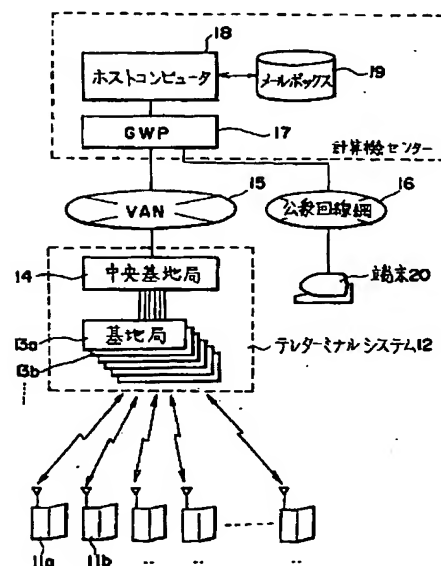 18
ホストコンピュータ
メールボックス
19
GWP
17
計算機センター
15
VAN
16
公衆回線網
14
中央基地局
端末20
13a
基地局
13b
テレターミナルシステム12
11a
11b